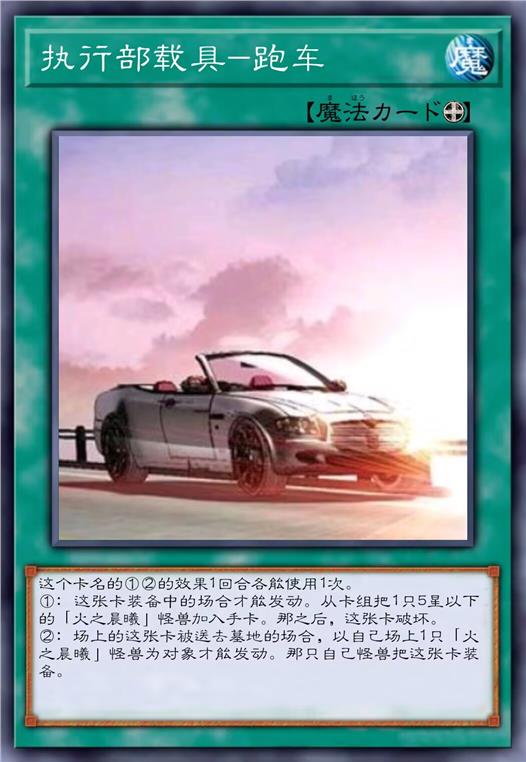 执行部载具-跑车
魔
【魔法カード】
まほう
这个卡名的①②的效果1回合各能使用1次。
①：这张卡装备中的场合才能发动。从卡组把1只5星以下
的「火之晨曦」怪兽加入手卡。那之后，这张卡破坏。
②：场上的这张卡被送去墓地的场合，以自己场上1只「火
之晨曦」怪兽为对象才能发动。那只自己怪兽把这张卡装
备。